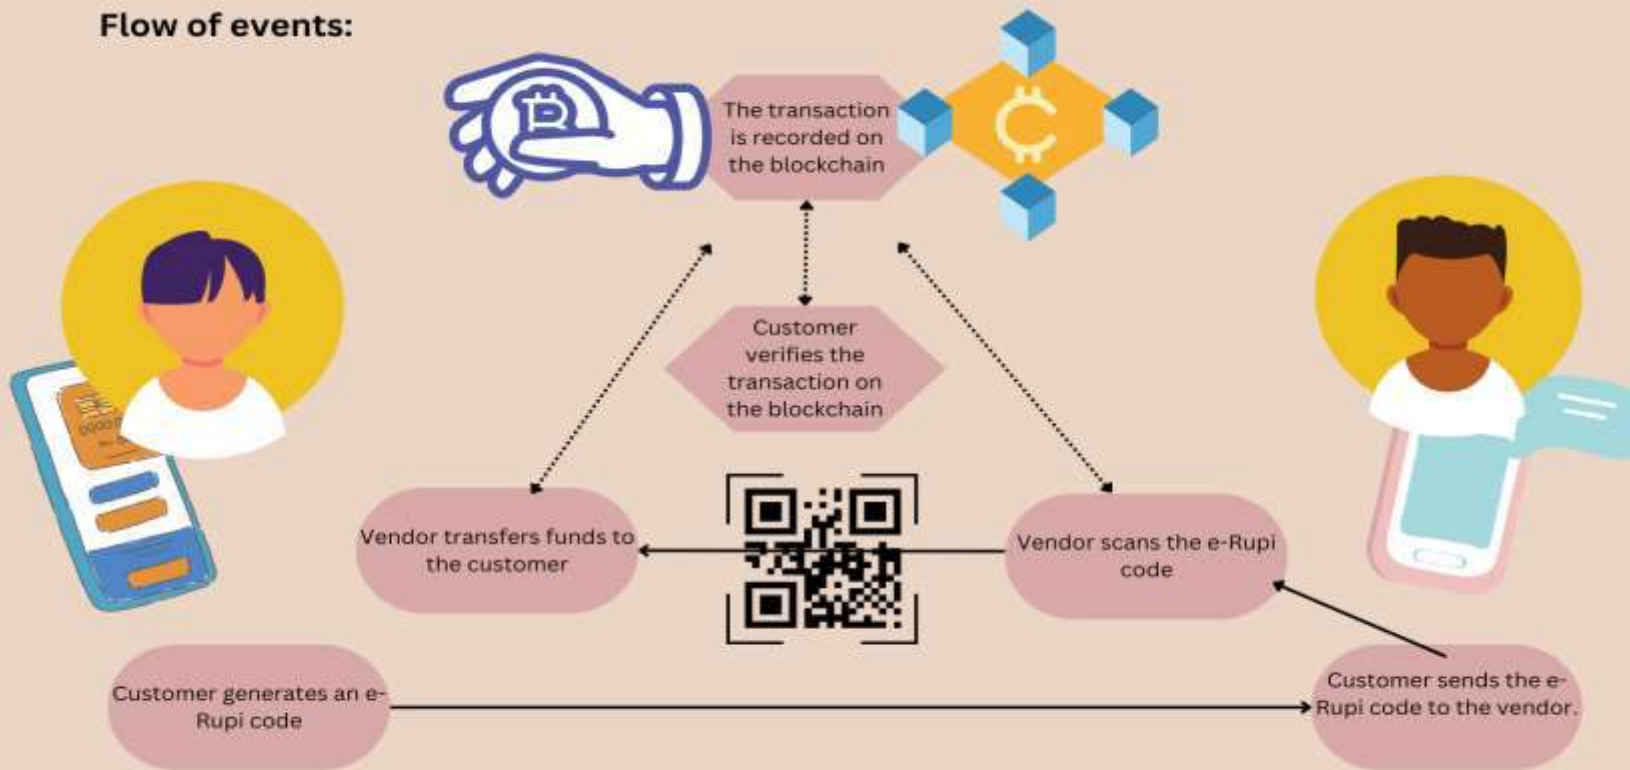 Flow of events:
The transaction
is recorded on
the blockchain
Customer
verifies the
transaction on
the blockchain
Vendor transfers funds to
the customer
Vendor scans the e-Rupi
code
Customer generates an e-
Rupi code
Customer sends the e-
Rupi code to the vendor.